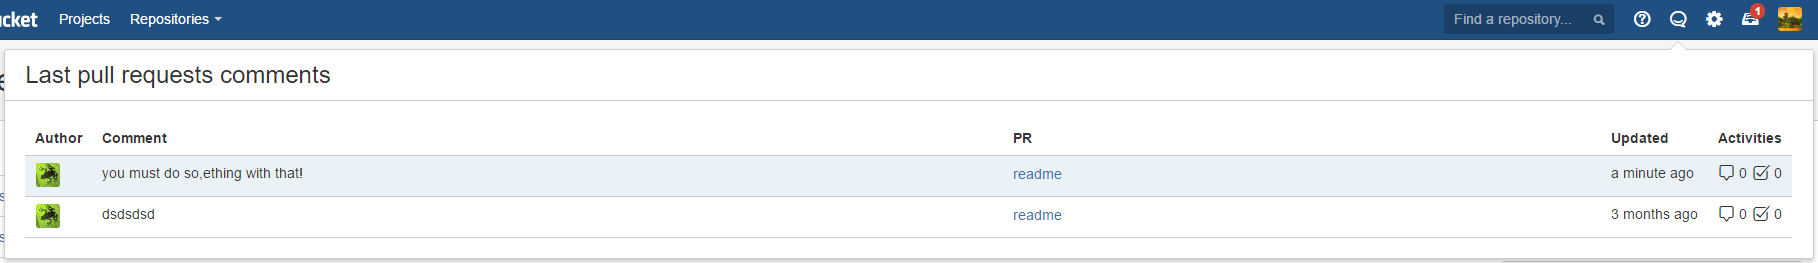 cket Projects Repositories Find a repository... 1
Last pull requests comments
Author Comment PR Updated Activities
you must do so,ething with that! readme a minute ago 0 0
dsdsdsd readme 3 months ago 0 0